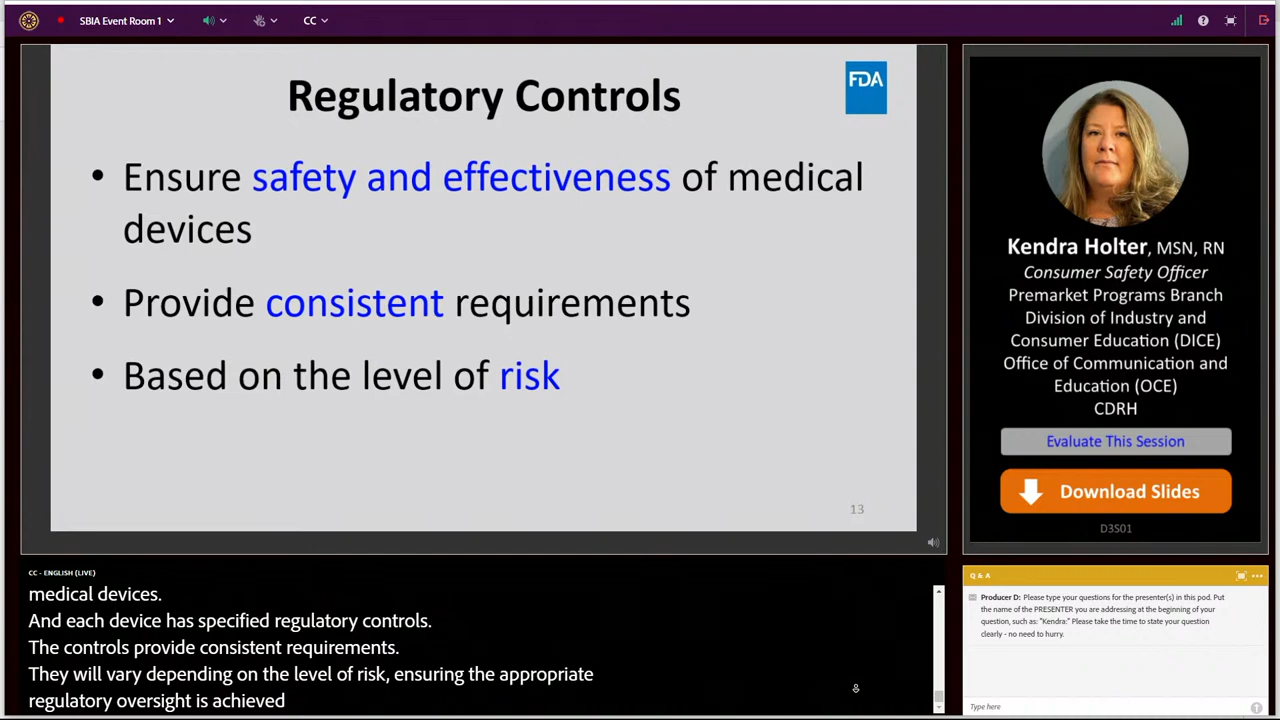 SBIA Event Room 1
CC
Regulatory Controls
FDA
• Ensure safety and effectiveness of medical
devices
• Provide consistent requirements
• Based on the level of risk
13
Kendra Holter, MSN, RN
Consumer Safety Officer
Premarket Programs Branch
Division of Industry and
Consumer Education (DICE)
Office of Communication and
Education (OCE)
CDRH
Evaluate This Session
Download Slides
D3S01
CC - ENGLISH (LIVE)
medical devices.
And each device has specified regulatory controls.
The controls provide consistent requirements.
They will vary depending on the level of risk, ensuring the appropriate
regulatory oversight is achieved
Q & A
Producer D: Please type your questions for the presenter(s) in this pod. Put
the name of the PRESENTER you are addressing at the beginning of your
question, such as: "Kendra:" Please take the time to state your question
clearly - no need to hurry.
Type here